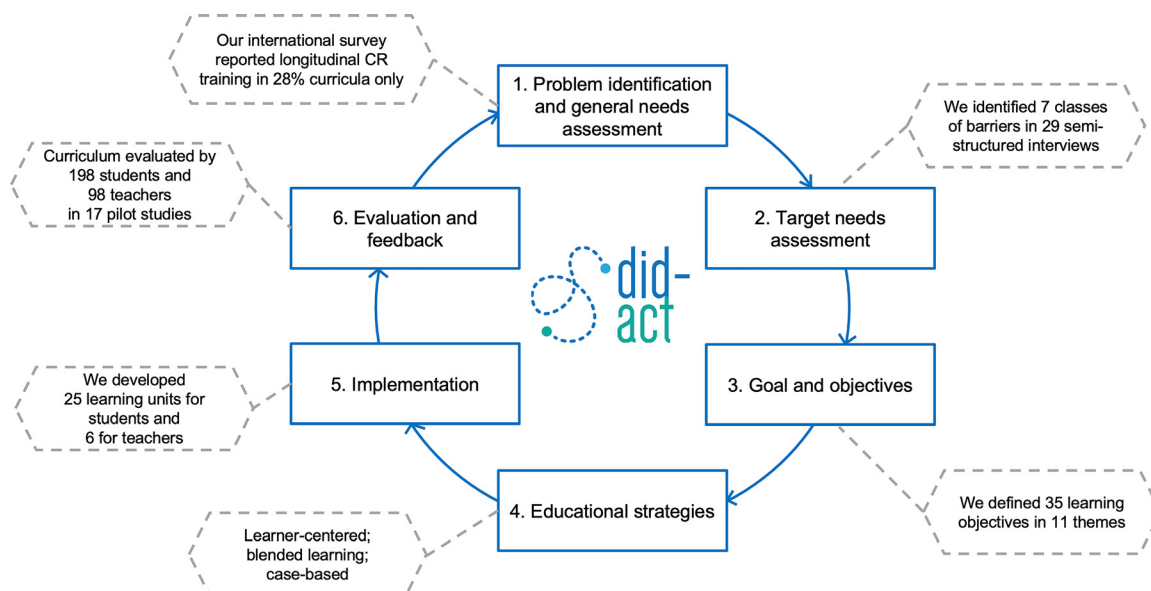 Our international survey
reported longitudinal CR
training in 28% curricula only
1. Problem identification
and general needs
assessment
We identified 7 classes
of barriers in 29 semi-
structured interviews
Curriculum evaluated by
198 students and
98 teachers
in 17 pilot studies
6. Evaluation and
feedback
2. Target needs
assessment
did-
act
We developed
25 learning units for
students and
6 for teachers
5. Implementation
3. Goal and objectives
4. Educational strategies
We defined 35 learning
objectives in 11 themes
Learner-centered;
blended learning;
case-based